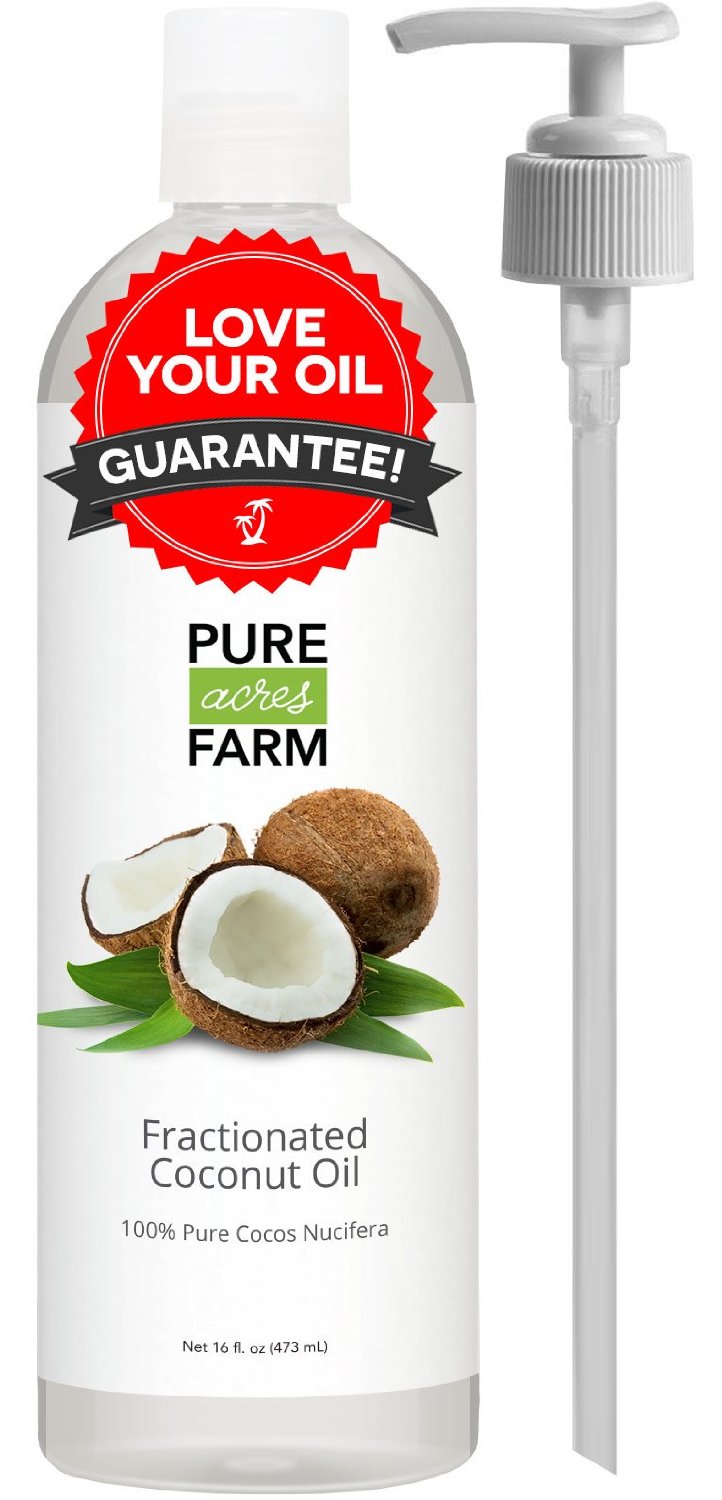 LOVE
YOUR OIL
GUARANTEE!
PURE
acres
FARM
Fractionated
Coconut Oil
100% Pure Cocos Nucifera
Net 16 fl. oz (473 mL)